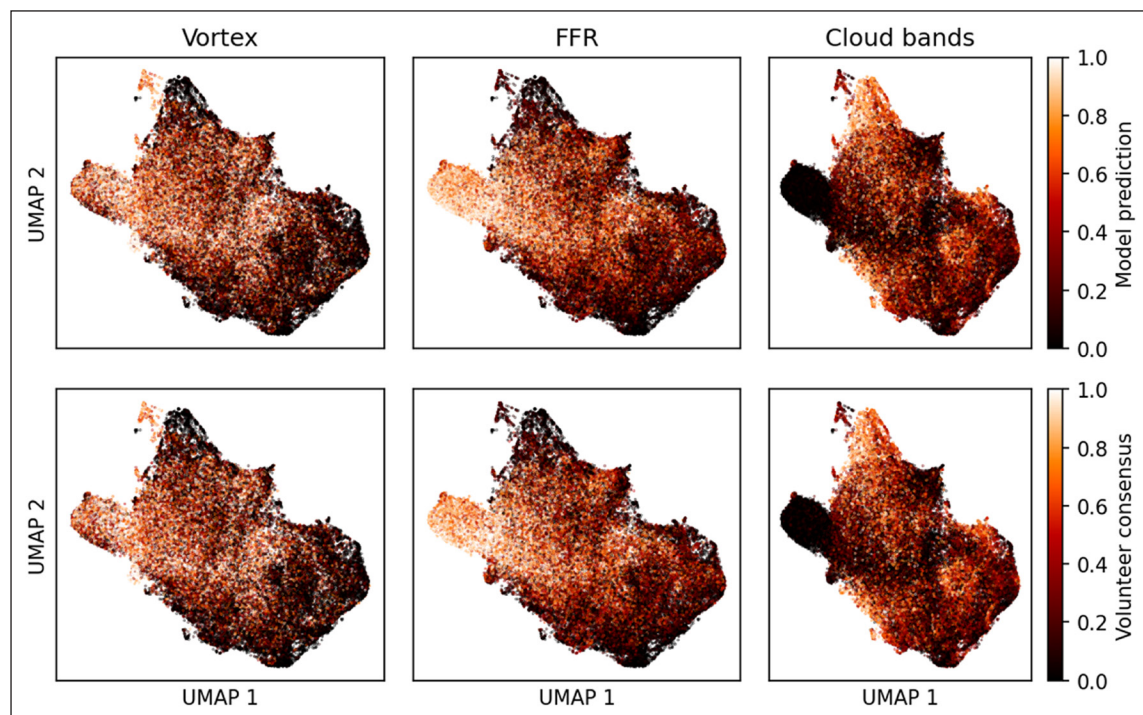 Vortex
FFR
Cloud bands
UMAP 2
1.0
0.8
0.6
0.4
0.2
0.0
Model prediction
UMAP 2
1.0
0.8
0.6
0.4
0.2
0.0
Volunteer consensus
UMAP 1
UMAP 1
UMAP 1